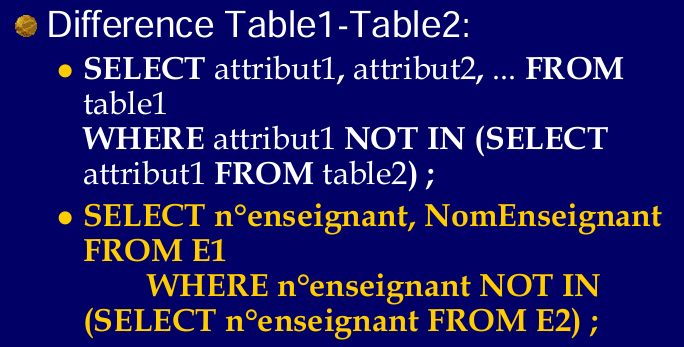 Difference Table1-Table2:
SELECT attribut1, attribut2, ... FROM
table1
WHERE attribut1 NOT IN (SELECT
attribut1 FROM table2) ;
SELECT n°enseignant, NomEnseignant
FROM E1
WHERE n°enseignant NOT IN
(SELECT n°enseignant FROM E2) ;